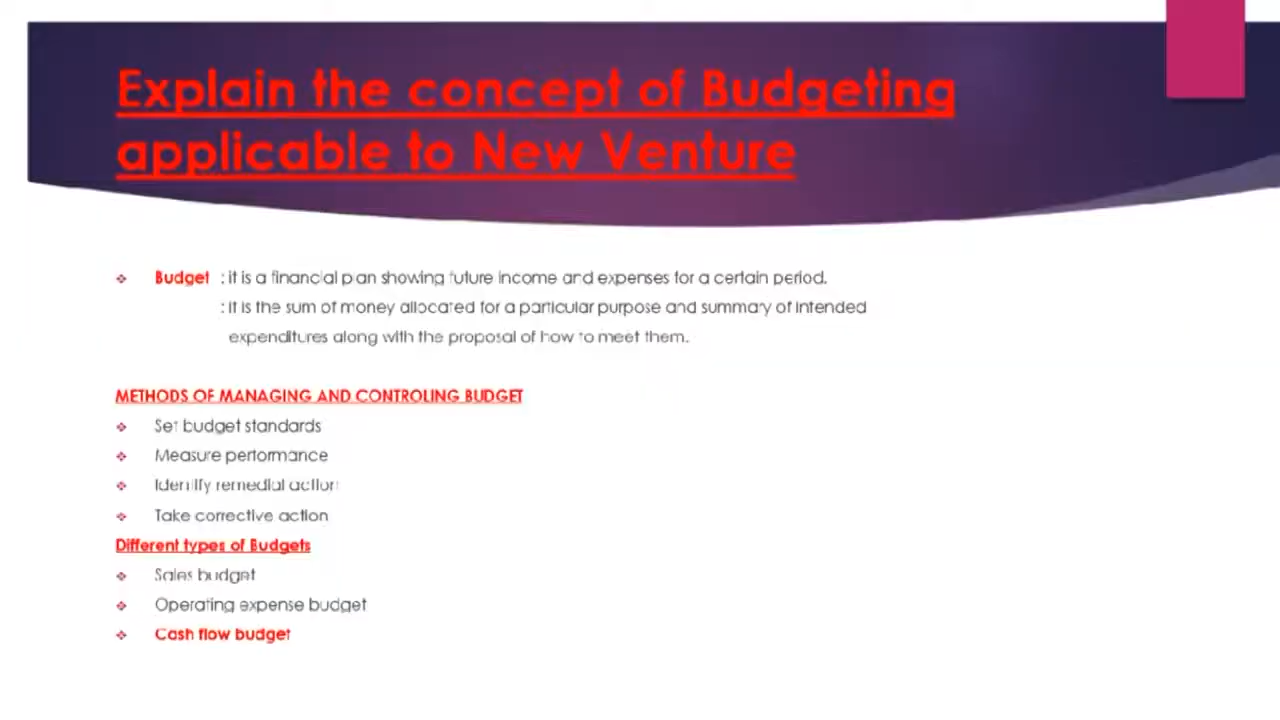 Explain the concept of Budgeting
applicable to New Venture
Budget : it is a financial plan showing future income and expenses for a certain period.
: it is the sum of money allocated for a particular purpose and summary of intended
expenditures along with the proposal of how to meet them.
METHODS OF MANAGING AND CONTROLING BUDGET
Set budget standards
Measure performance
Identify remedial action
Take corrective action
Different types of Budgets
Sales budget
Operating expense budget
Cash flow budget